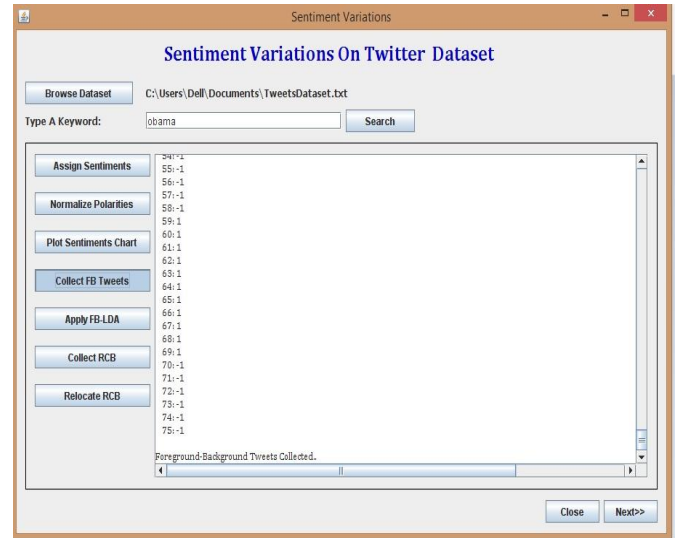 Sentiment Variations
Sentiment Variations On Twitter Dataset
Browse Dataset C:\Users\Dell\Documents\TweetsDataset.txt
Type A Keyword: obama Search
Assign Sentiments
Normalize Polarities
Plot Sentiments Chart
Collect FB Tweets
Apply FB-LDA
Collect RCB
Relocate RCB
54:-1
55:-1
56:-1
57:-1
58:-1
59:1
60:1
61:1
62:1
63:1
64:1
65:1
66:1
67:1
68:1
69:1
70:-1
71:-1
72:-1
73:-1
74:-1
75:-1
Foreground-Background Tweets Collected..
Close Next>>